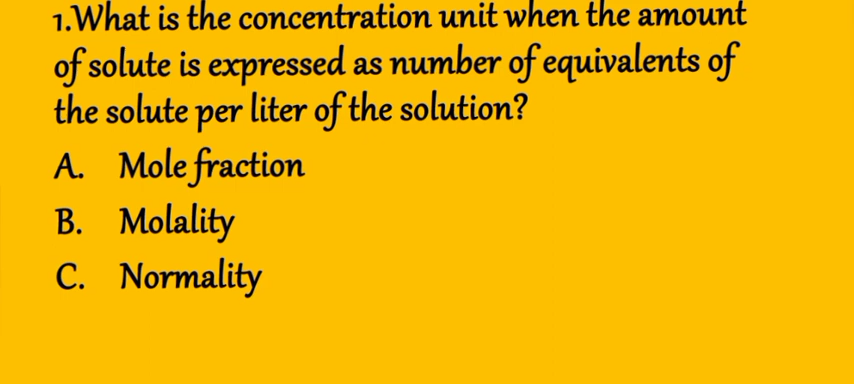 1.What is the concentration unit when the amount
of solute is expressed as number of equivalents of
the solute per liter of the solution?
A. Mole fraction
B. Molality
C. Normality